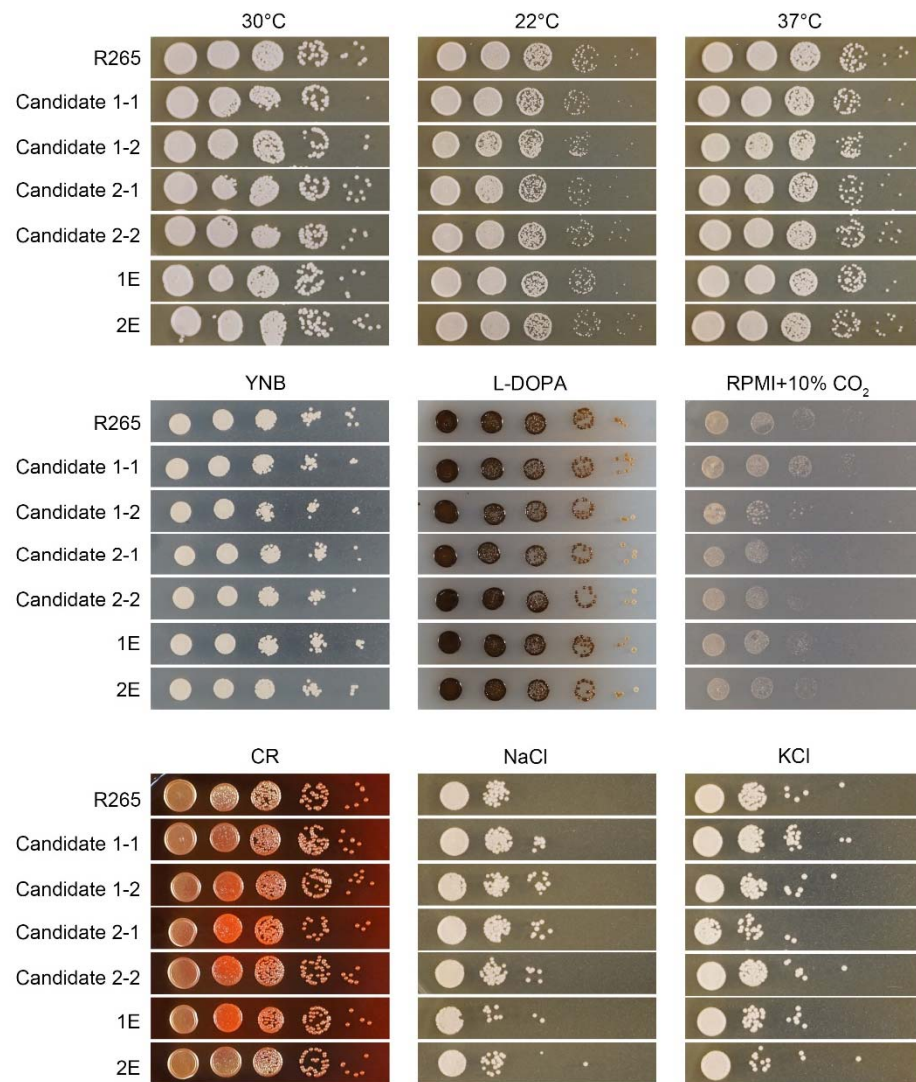 30°C 22°C 37°C
R265
Candidate 1-1
Candidate 1-2
Candidate 2-1
Candidate 2-2
1E
2E
YNB L-DOPA RPMI+10% CO₂
R265
Candidate 1-1
Candidate 1-2
Candidate 2-1
Candidate 2-2
1E
2E
CR NaCl KCl
R265
Candidate 1-1
Candidate 1-2
Candidate 2-1
Candidate 2-2
1E
2E